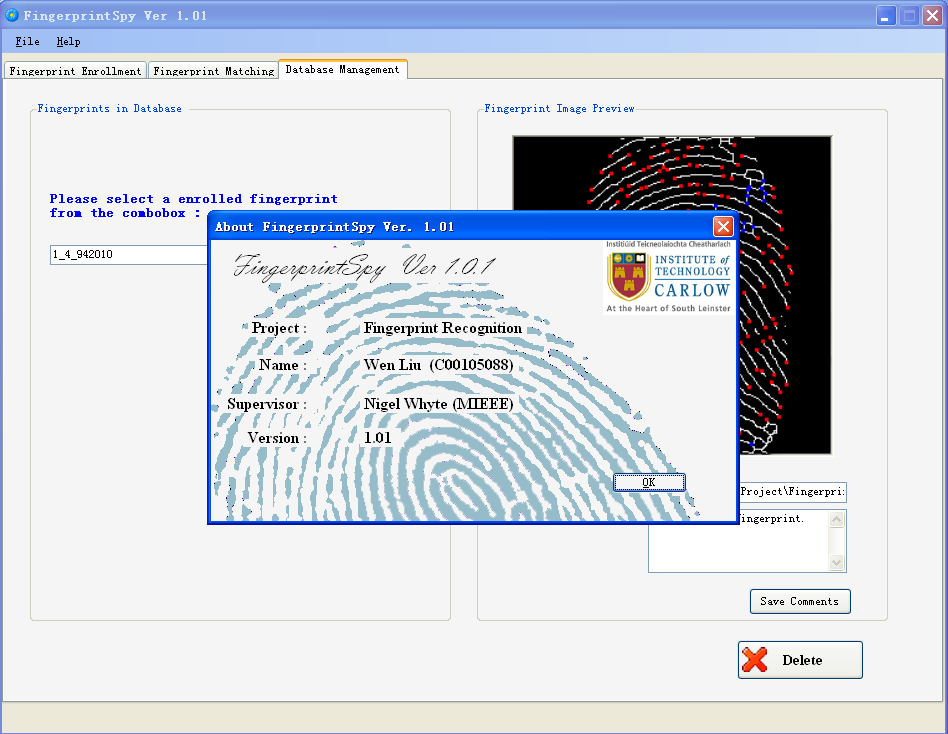 FingerprintSpy Ver 1.01
File Help
Fingerprint Enrollment Fingerprint Matching Database Management
Fingerprints in Database
Please select a enrolled fingerprint
from the combobox :
1_4_942010
Fingerprint Image Preview
About FingerprintSpy Ver. 1.01
FingerprintSpy Ver 1.0.1
Institiúid Teicneolaíochta Cheatharlach
INSTITUTE of
TECHNOLOGY
CARLOW
At the Heart of South Leinster
Project : Fingerprint Recognition
Name : Wen Liu (C00105088)
Supervisor : Nigel Whyte (MIEEE)
Version : 1.01
OK
Project\Fingerpri:
ingerprint.
Save Comments
Delete